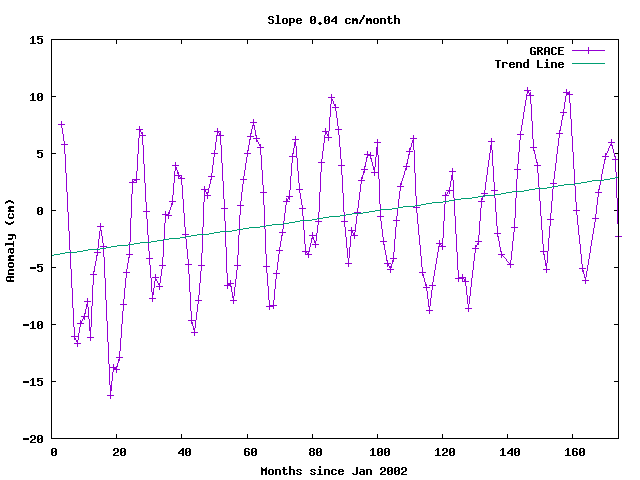 Slope 0.04 cm/month
GRACE
Trend Line
15
10
5
0
-5
-10
-15
-20
Anomaly (cm)
0 20 40 60 80 100 120 140 160
Months since Jan 2002